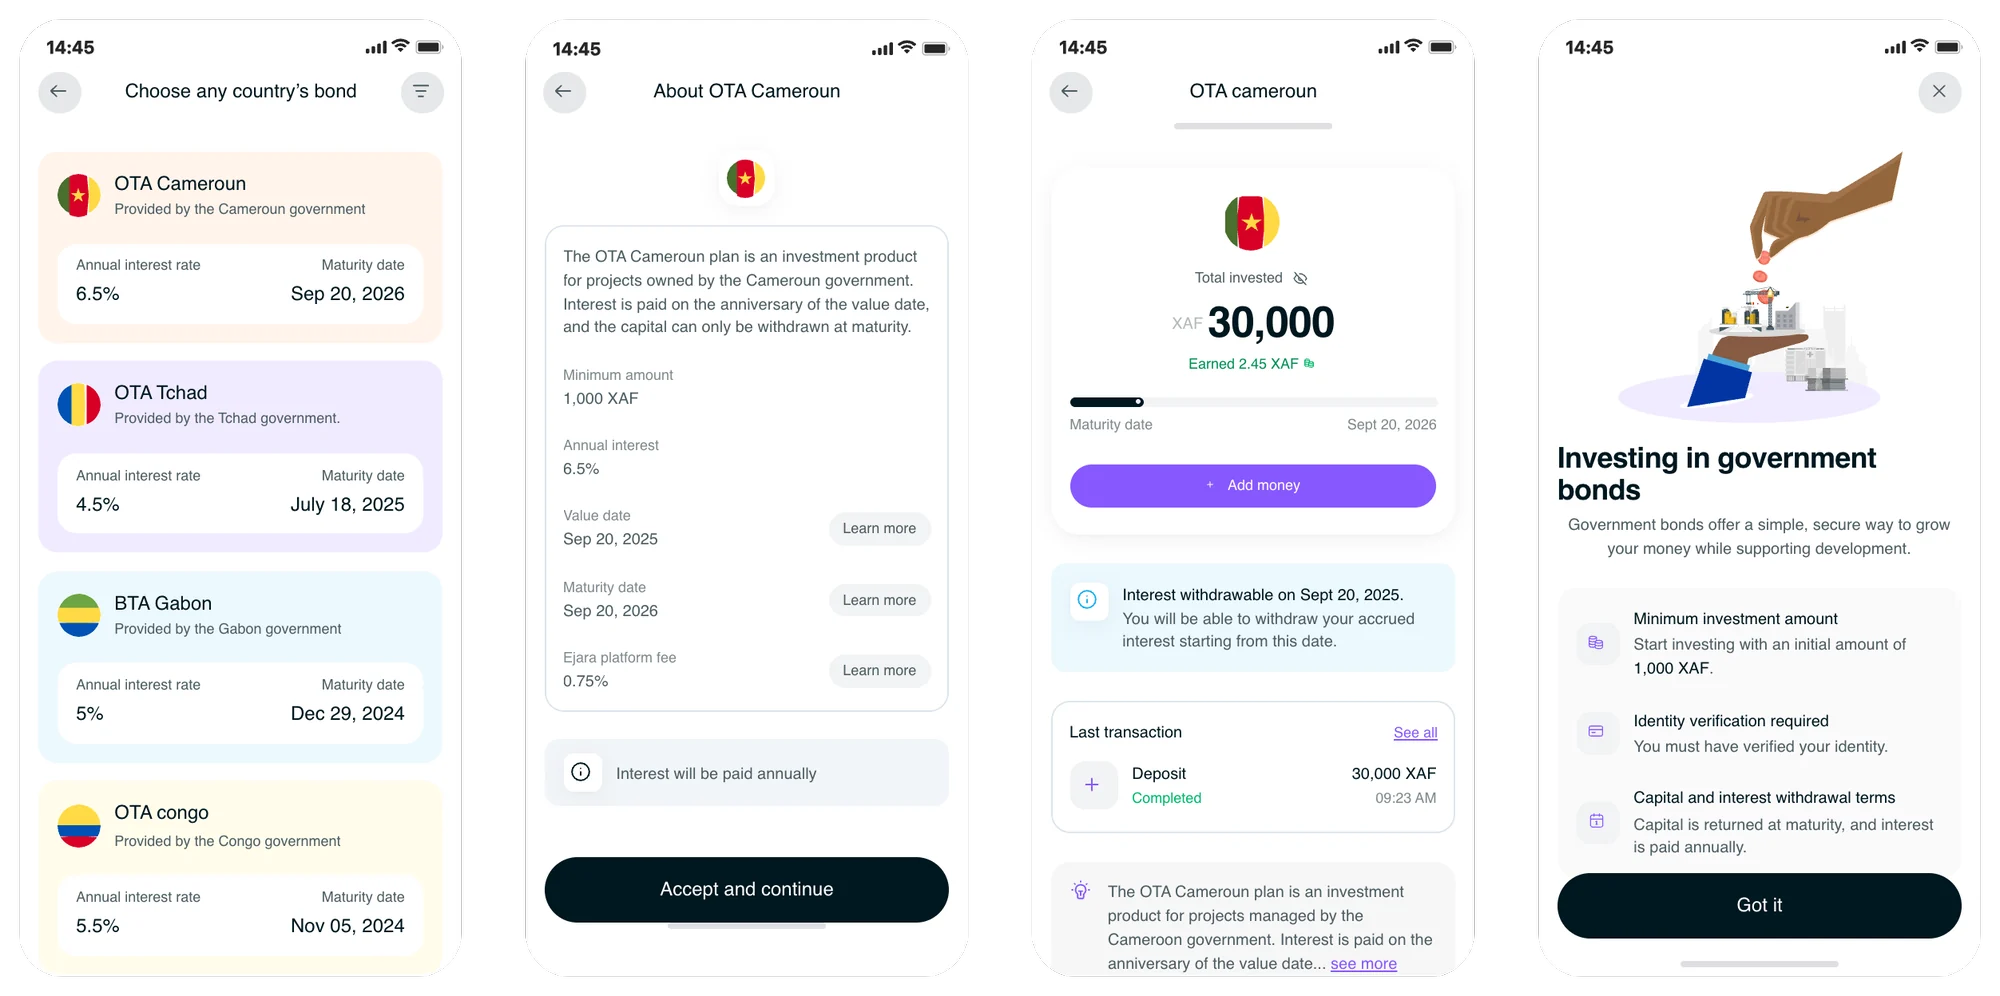 14:45
Choose any country’s bond
OTA Cameroun
Provided by the Cameroun government
Annual interest rate
Maturity date
6.5%
Sep 20, 2026
OTA Tchad
Provided by the Tchad government.
Annual interest rate
Maturity date
4.5%
July 18, 2025
BTA Gabon
Provided by the Gabon government
Annual interest rate
Maturity date
5%
Dec 29, 2024
OTA congo
Provided by the Congo government
Annual interest rate
Maturity date
5.5%
Nov 05, 2024
14:45
About OTA Cameroun
The OTA Cameroun plan is an investment product
for projects owned by the Cameroun government.
Interest is paid on the anniversary of the value date,
and the capital can only be withdrawn at maturity.
Minimum amount
1,000 XAF
Annual interest
6.5%
Value date
Sep 20, 2025
Learn more
Maturity date
Sep 20, 2026
Learn more
Ejara platform fee
0.75%
Learn more
Interest will be paid annually
Accept and continue
14:45
OTA cameroun
Total invested
XAF 30,000
Earned 2.45 XAF
Maturity date
Sept 20, 2026
+ Add money
Interest withdrawable on Sept 20, 2025.
You will be able to withdraw your accrued
interest starting from this date.
Last transaction
See all
Deposit
30,000 XAF
Completed
09:23 AM
The OTA Cameroun plan is an investment
product for projects managed by the
Cameroon government. Interest is paid on the
anniversary of the value date... see more
14:45
Investing in government
bonds
Government bonds offer a simple, secure way to grow
your money while supporting development.
Minimum investment amount
Start investing with an initial amount of
1,000 XAF.
Identity verification required
You must have verified your identity.
Capital and interest withdrawal terms
Capital is returned at maturity, and interest
is paid annually.
Got it